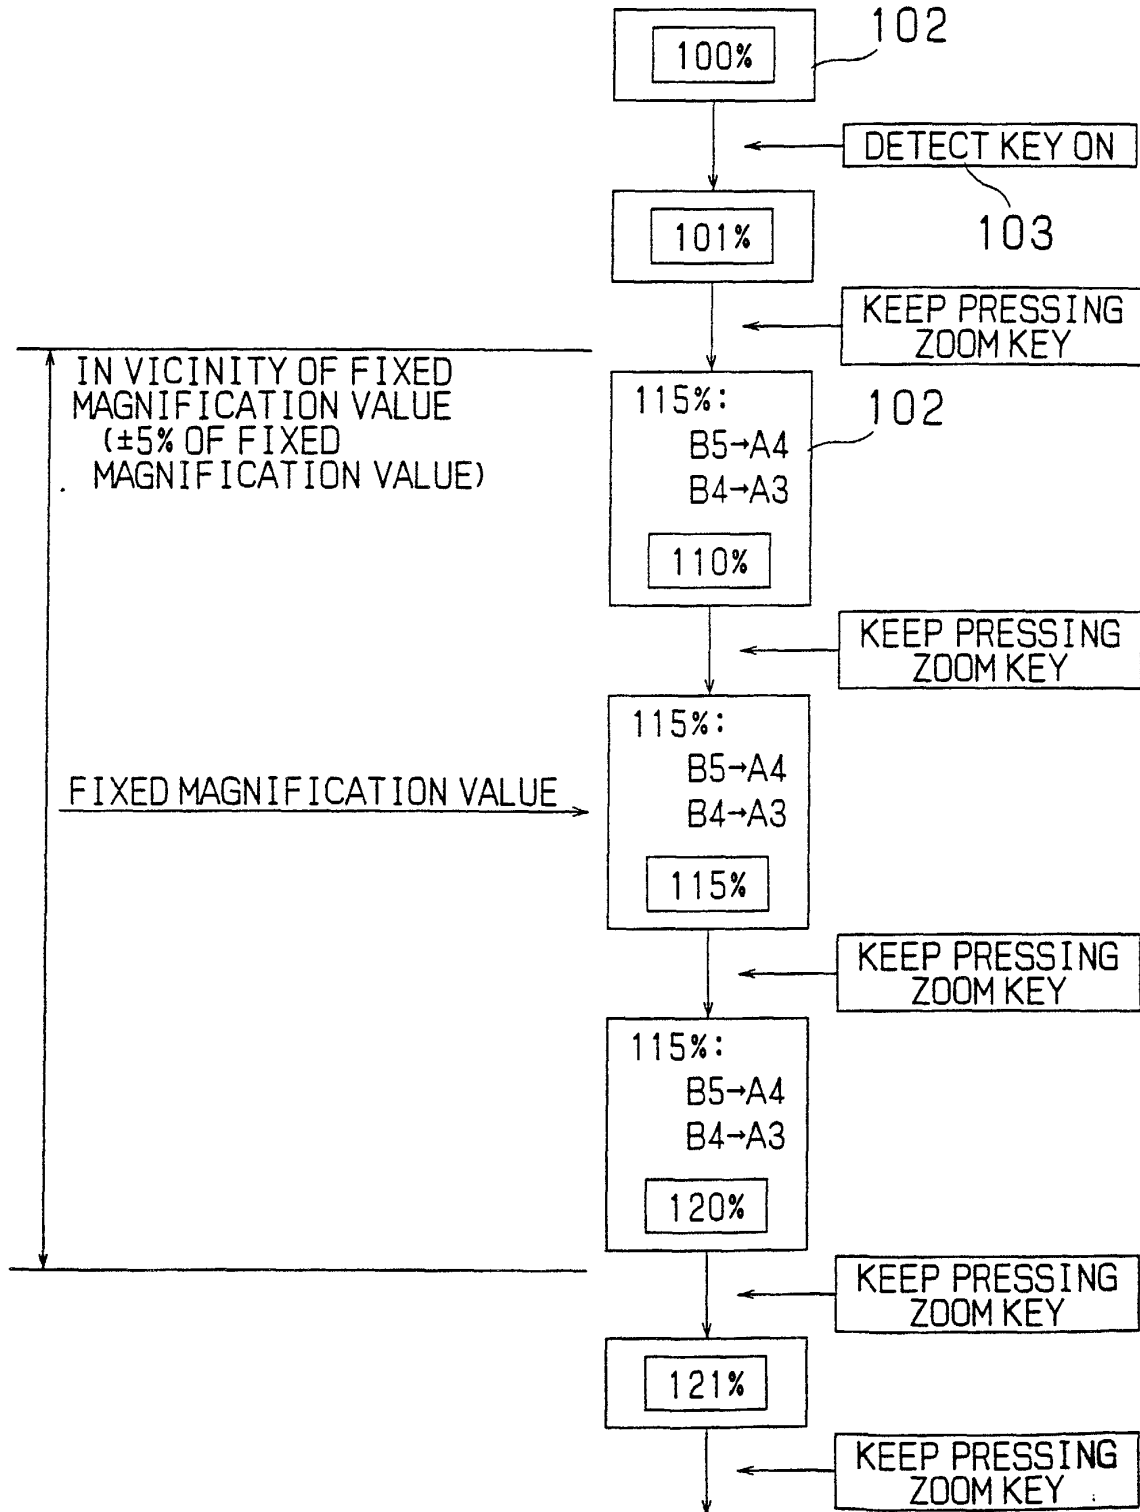 100%
102
DETECT KEY ON
103
101%
KEEP PRESSING
ZOOM KEY
IN VICINITY OF FIXED
MAGNIFICATION VALUE
(±5% OF FIXED
MAGNIFICATION VALUE)
115%:
B5→A4
B4→A3
110%
102
KEEP PRESSING
ZOOM KEY
FIXED MAGNIFICATION VALUE
115%:
B5→A4
B4→A3
115%
KEEP PRESSING
ZOOM KEY
115%:
B5→A4
B4→A3
120%
KEEP PRESSING
ZOOM KEY
121%
KEEP PRESSING
ZOOM KEY